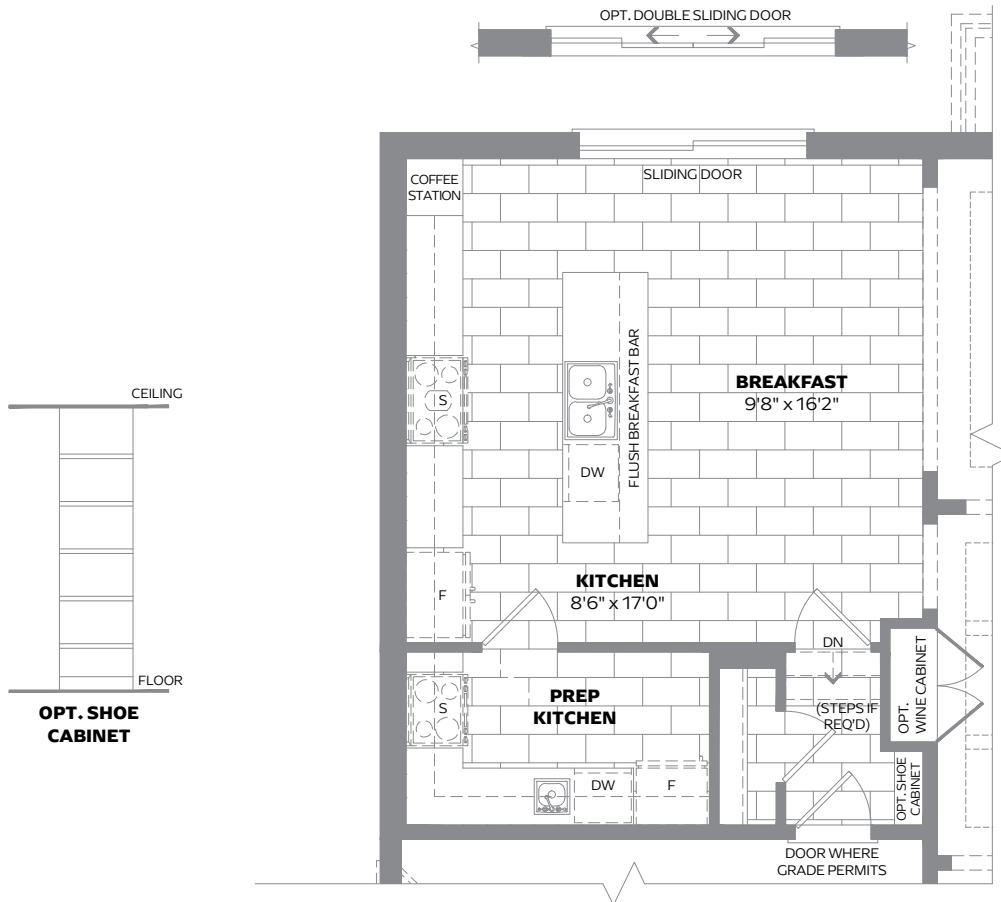 OPT. DOUBLE SLIDING DOOR
SLIDING DOOR
COFFEE
STATION
FLUSH BREAKFAST BAR
S
DW
BREAKFAST
9'8" x 16'2"
F
KITCHEN
8'6" x 17'0"
CEILING
FLOOR
OPT. SHOE
CABINET
S
PREP
KITCHEN
DW
F
DN
(STEPS IF
REQ'D)
OPT.
WINE CABINET
OPT. SHOE
CABINET
DOOR WHERE
GRADE PERMITS